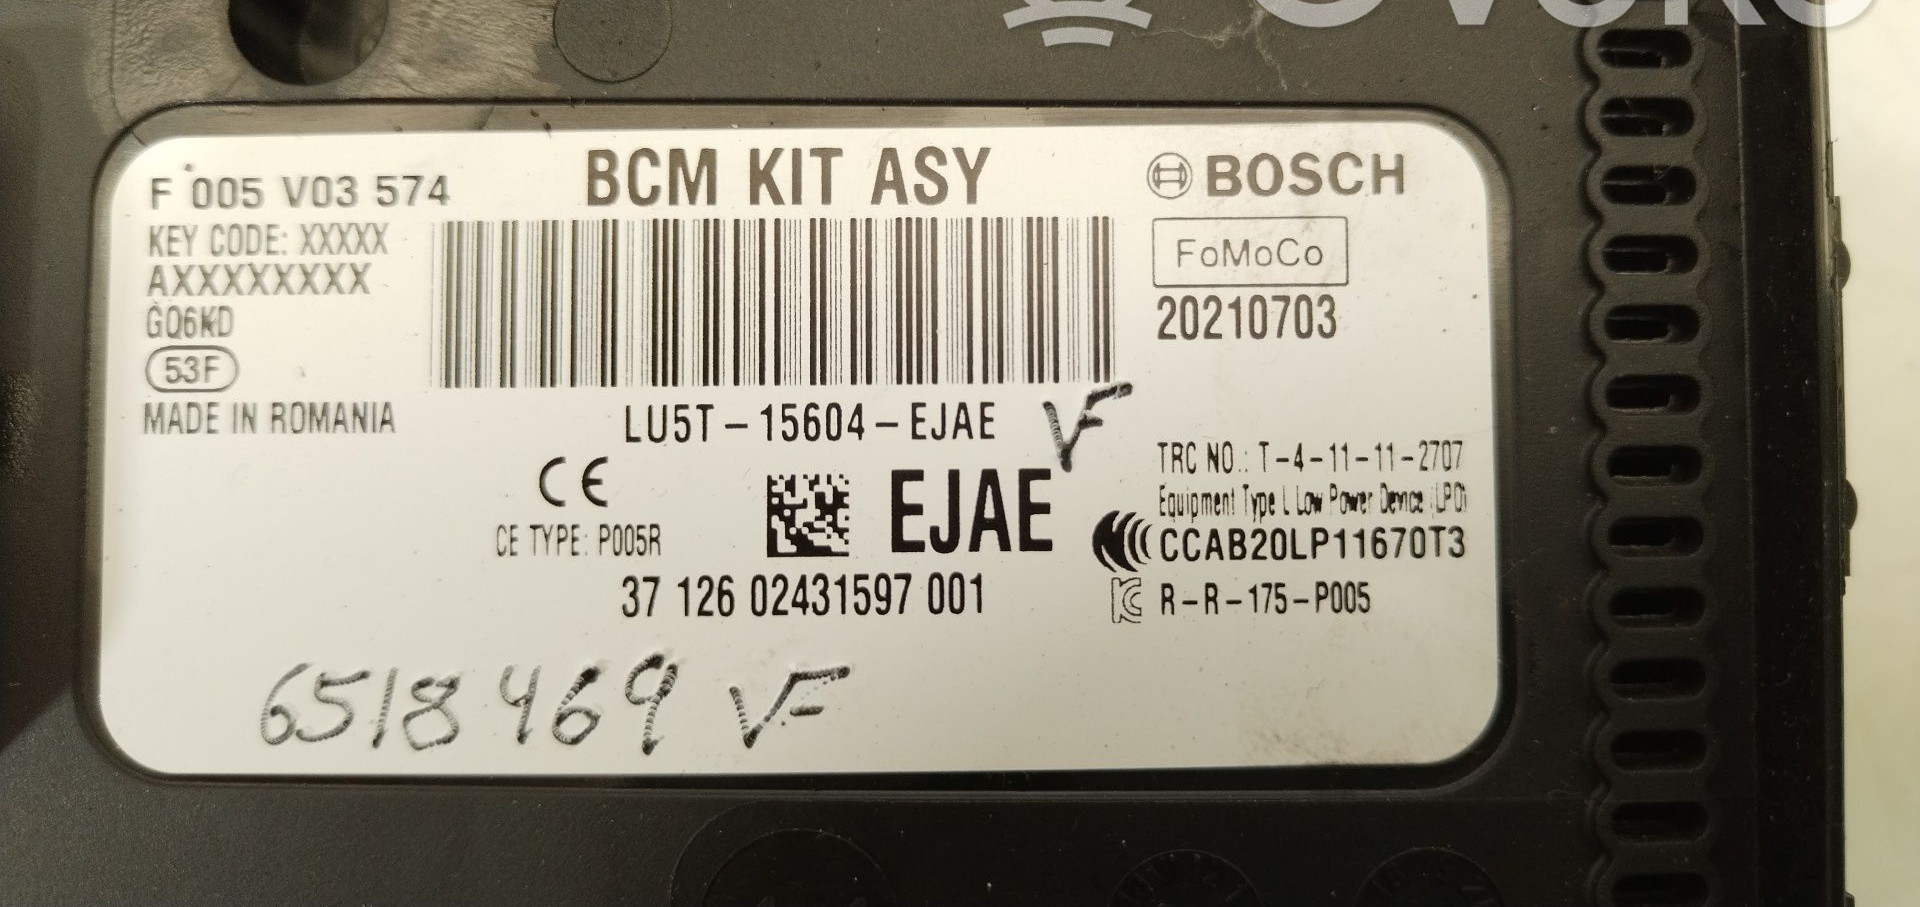 F 005 V03 574
BCM KIT ASY
BOSCH
KEY CODE: XXXXX
AXXXXXXXX
FoMoCo
GQ6KD
20210703
53F
MADE IN ROMANIA
LU5T-15604-EJAE VF
CE
CE TYPE: P005R
EJAE
TRC NO.: T-4-11-11-2707
Equipment Type L Low Power Device (LPD)
CCAB20LP11670T3
37 126 02431597 001
R-R-175-P005
6518469 VF